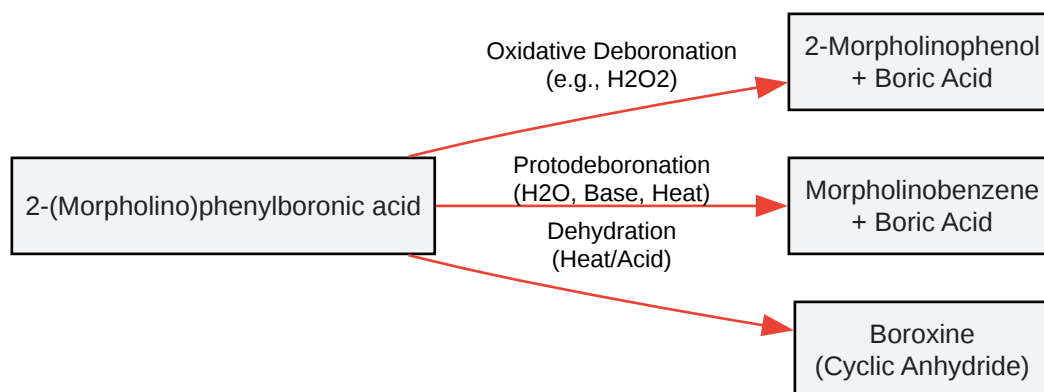 Oxidative Deboronation
(e.g., H2O2)
2-Morpholinophenol
+ Boric Acid
2-(Morpholino)phenylboronic acid
Protodeboronation
(H2O, Base, Heat)
Morpholinobenzene
+ Boric Acid
Dehydration
(Heat/Acid)
Boroxine
(Cyclic Anhydride)